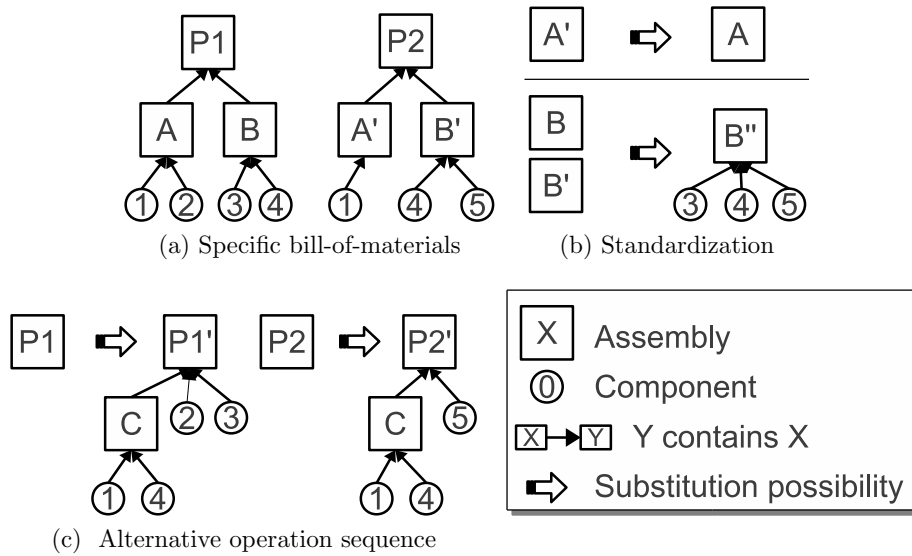 P1 P2 A' A
A B A' B' B B''
B'
1 2 3 4 1 4 5 3 4 5
(a) Specific bill-of-materials
(b) Standardization
P1 P1' P2 P2'
C 2 3 C 5
1 4 1 4
(c) Alternative operation sequence
X Assembly
0 Component
X Y Y contains X
Substitution possibility